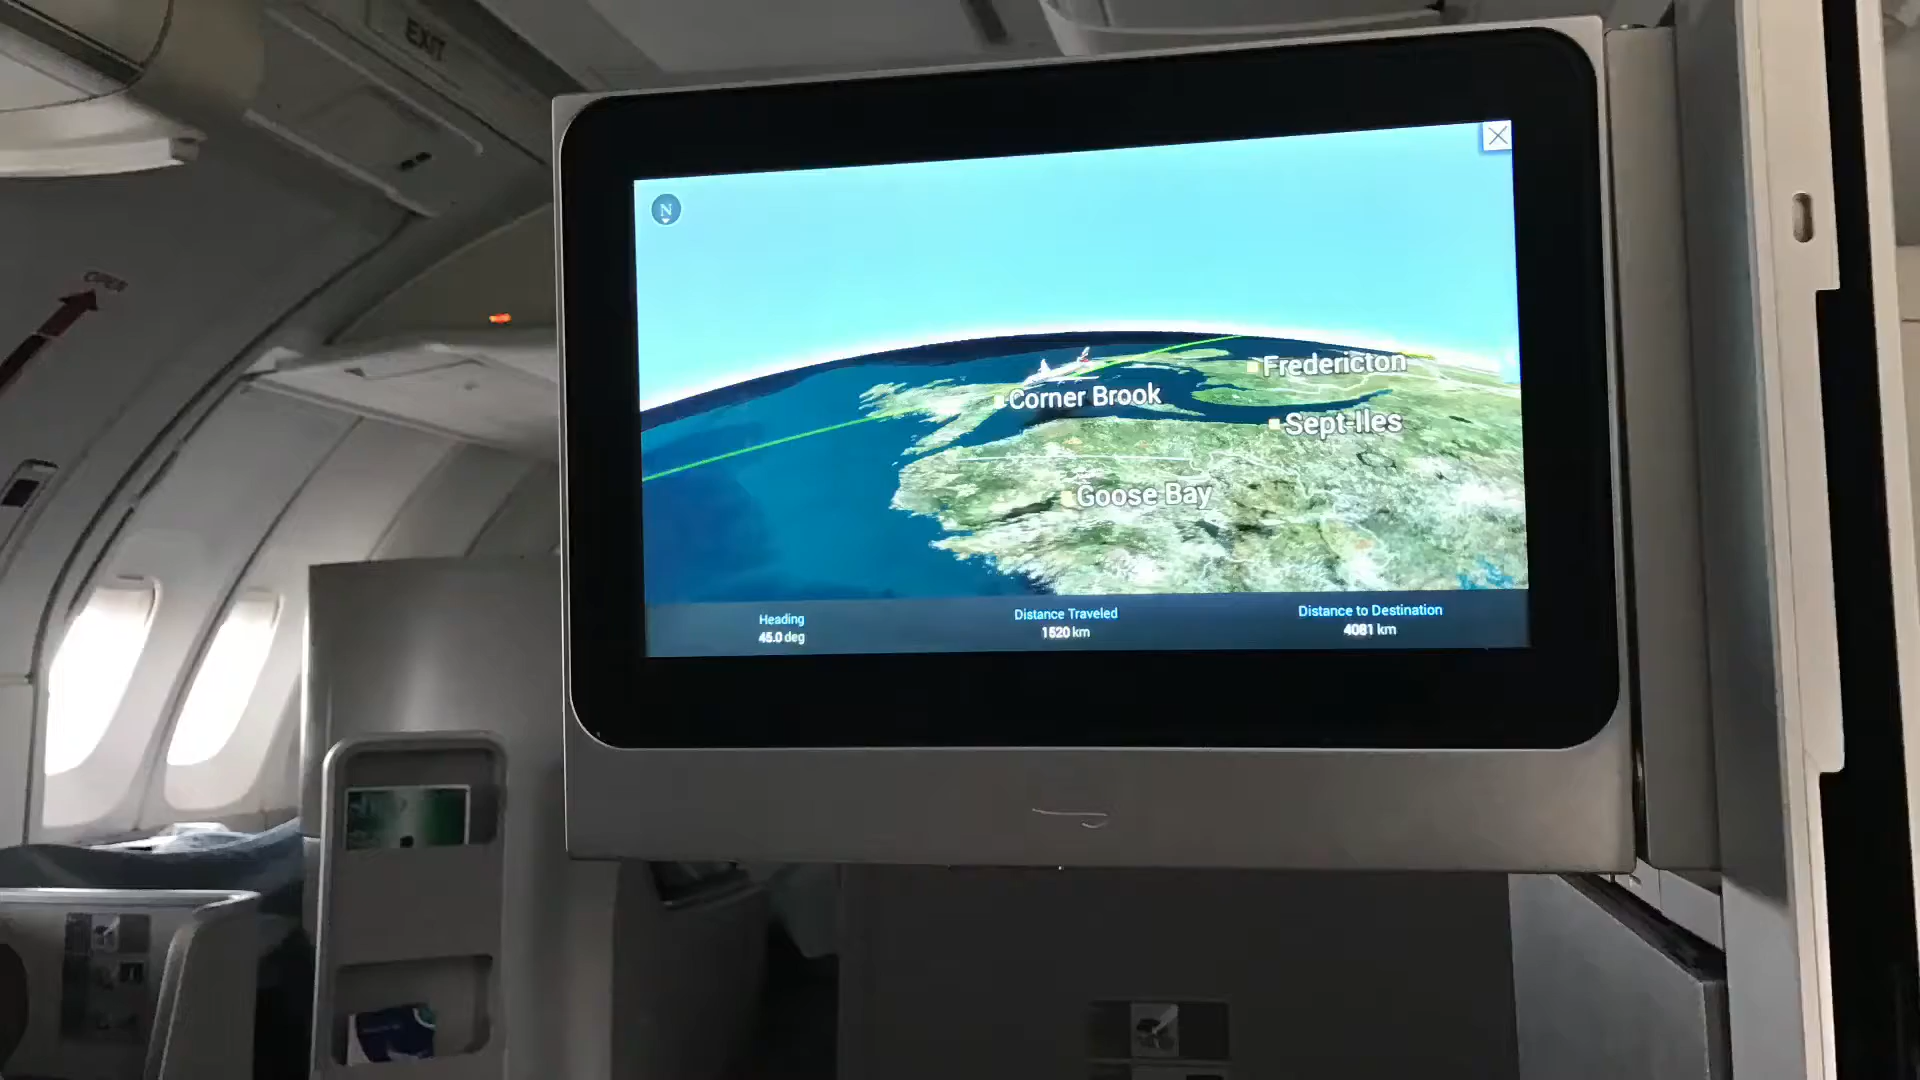 EXIT
OPEN
N
Fredericton
Corner Brook
Sept-Iles
Goose Bay
Heading
45.0 deg
Distance Traveled
1520 km
Distance to Destination
4081 km